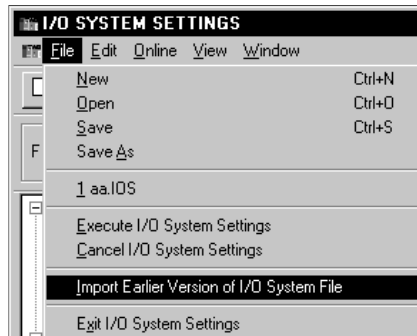 I/O SYSTEM SETTINGS
File Edit Online View Window
New Ctrl+N
Open Ctrl+O
Save Ctrl+S
Save As
F
1 aa.IOS
Execute I/O System Settings
Cancel I/O System Settings
Import Earlier Version of I/O System File
Exit I/O System Settings